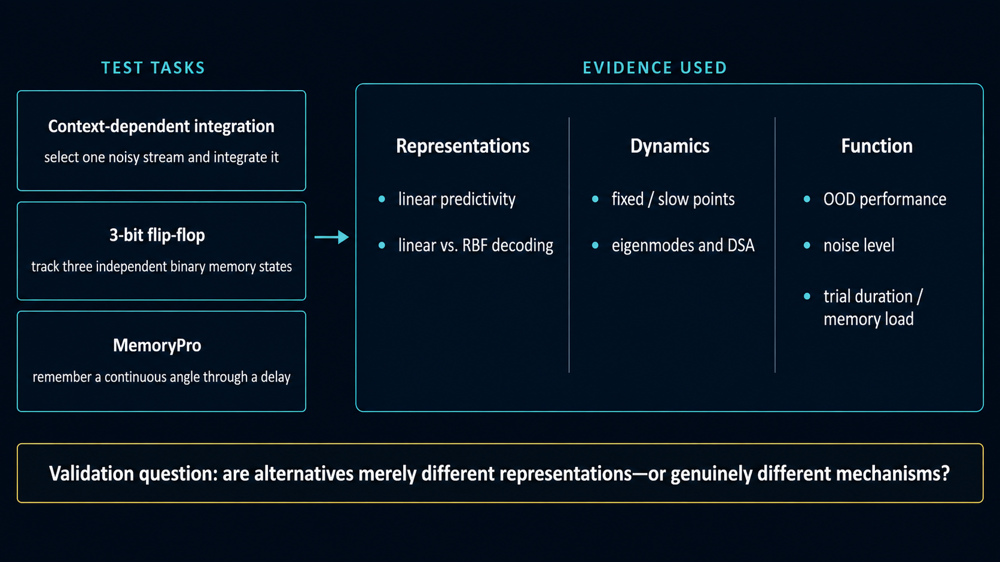 TEST TASKS
Context-dependent integration
select one noisy stream and integrate it
3-bit flip-flop
track three independent binary memory states
MemoryPro
remember a continuous angle through a delay
EVIDENCE USED
Representations
• linear predictivity
• linear vs. RBF decoding
Dynamics
• fixed / slow points
• eigenmodes and DSA
Function
• OOD performance
• noise level
• trial duration /
memory load
Validation question: are alternatives merely different representations—or genuinely different mechanisms?